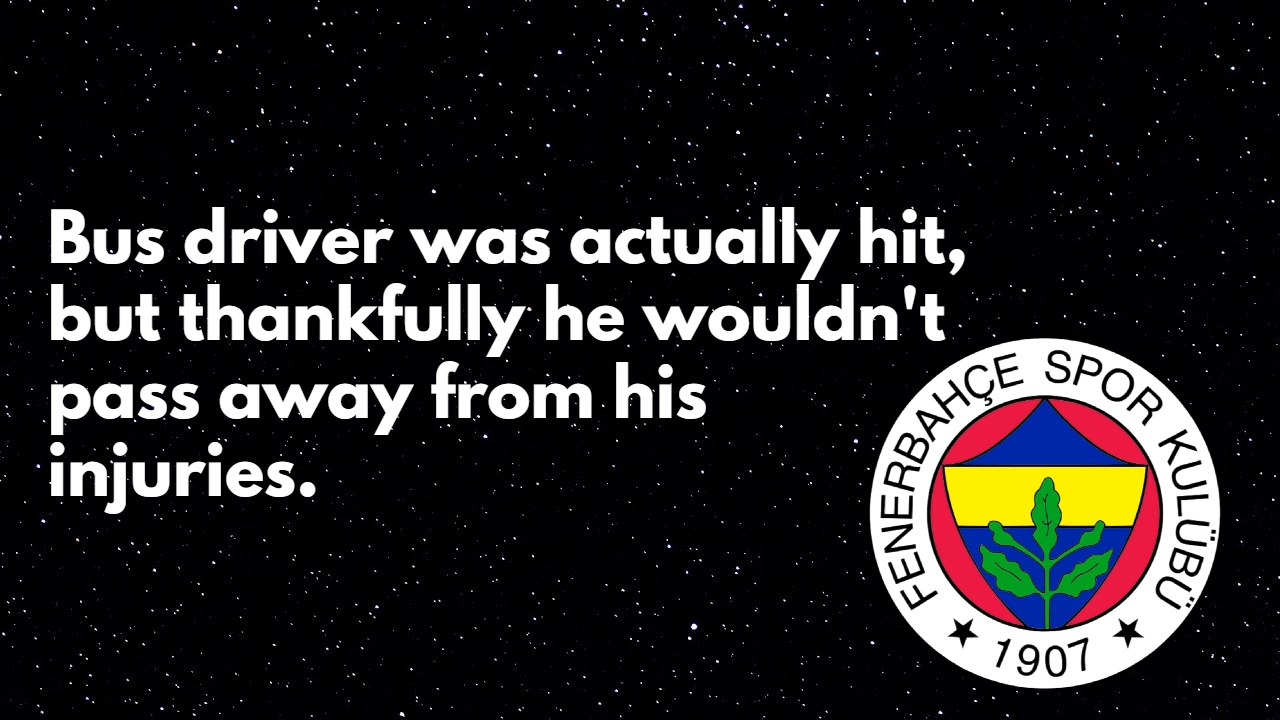 Bus driver was actually hit,
but thankfully he wouldn't
pass away from his
injuries.
FENERBAHÇE SPOR KULÜBÜ
★ 1907 ★